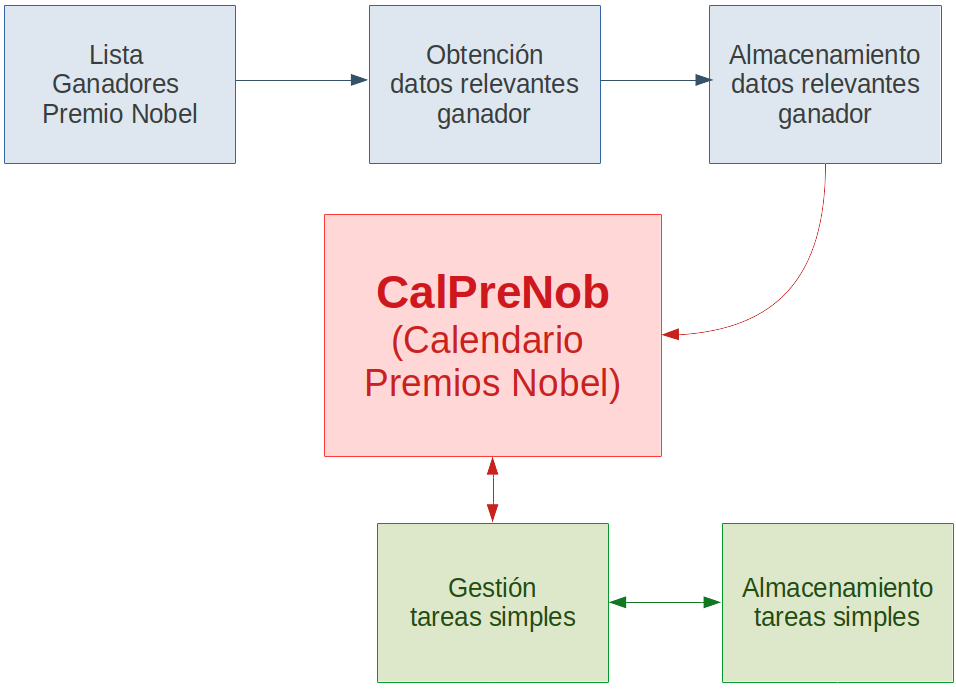 Lista
Ganadores
Premio Nobel
Obtención
datos relevantes
ganador
Almacenamiento
datos relevantes
ganador
CalPreNob
(Calendario
Premios Nobel)
Gestión
tareas simples
Almacenamiento
tareas simples